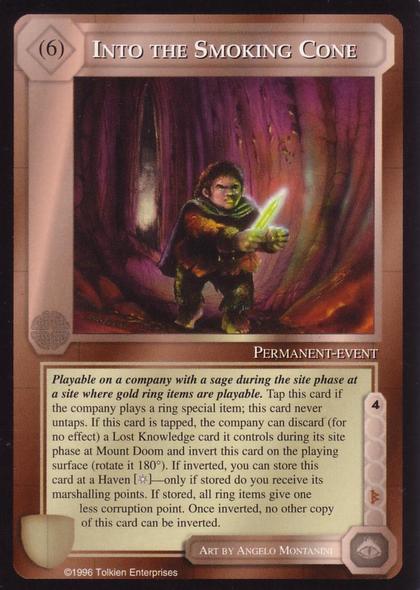 (6)
INTO THE SMOKING CONE
PERMANENT-EVENT
Playable on a company with a sage during the site phase at
a site where gold ring items are playable. Tap this card if
the company plays a ring special item; this card never
untaps. If this card is tapped, the company can discard (for
no effect) a Lost Knowledge card it controls during its site
phase at Mount Doom and invert this card on the playing
surface (rotate it 180°). If inverted, you can store this
card at a Haven []—only if stored do you receive its
marshalling points. If stored, all ring items give one
less corruption point. Once inverted, no other copy
of this card can be inverted.
4
ART BY ANGELO MONTANINI
©1996 Tolkien Enterprises